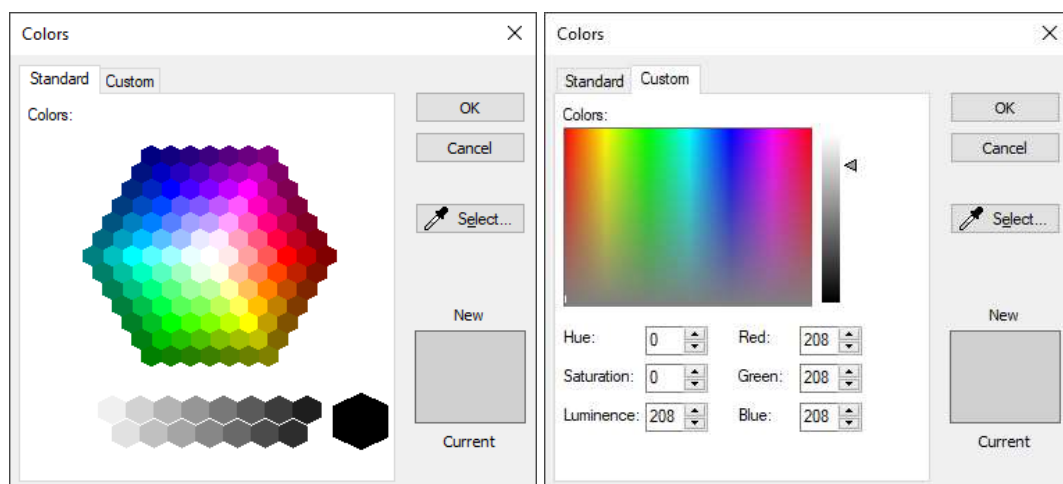 Colors
Standard
Custom
Colors:
OK
Cancel
Select...
New
Current
Colors
Standard
Custom
Colors:
OK
Cancel
Select...
New
Hue: 0 Red: 208
Saturation: 0 Green: 208
Luminence: 208 Blue: 208
Current